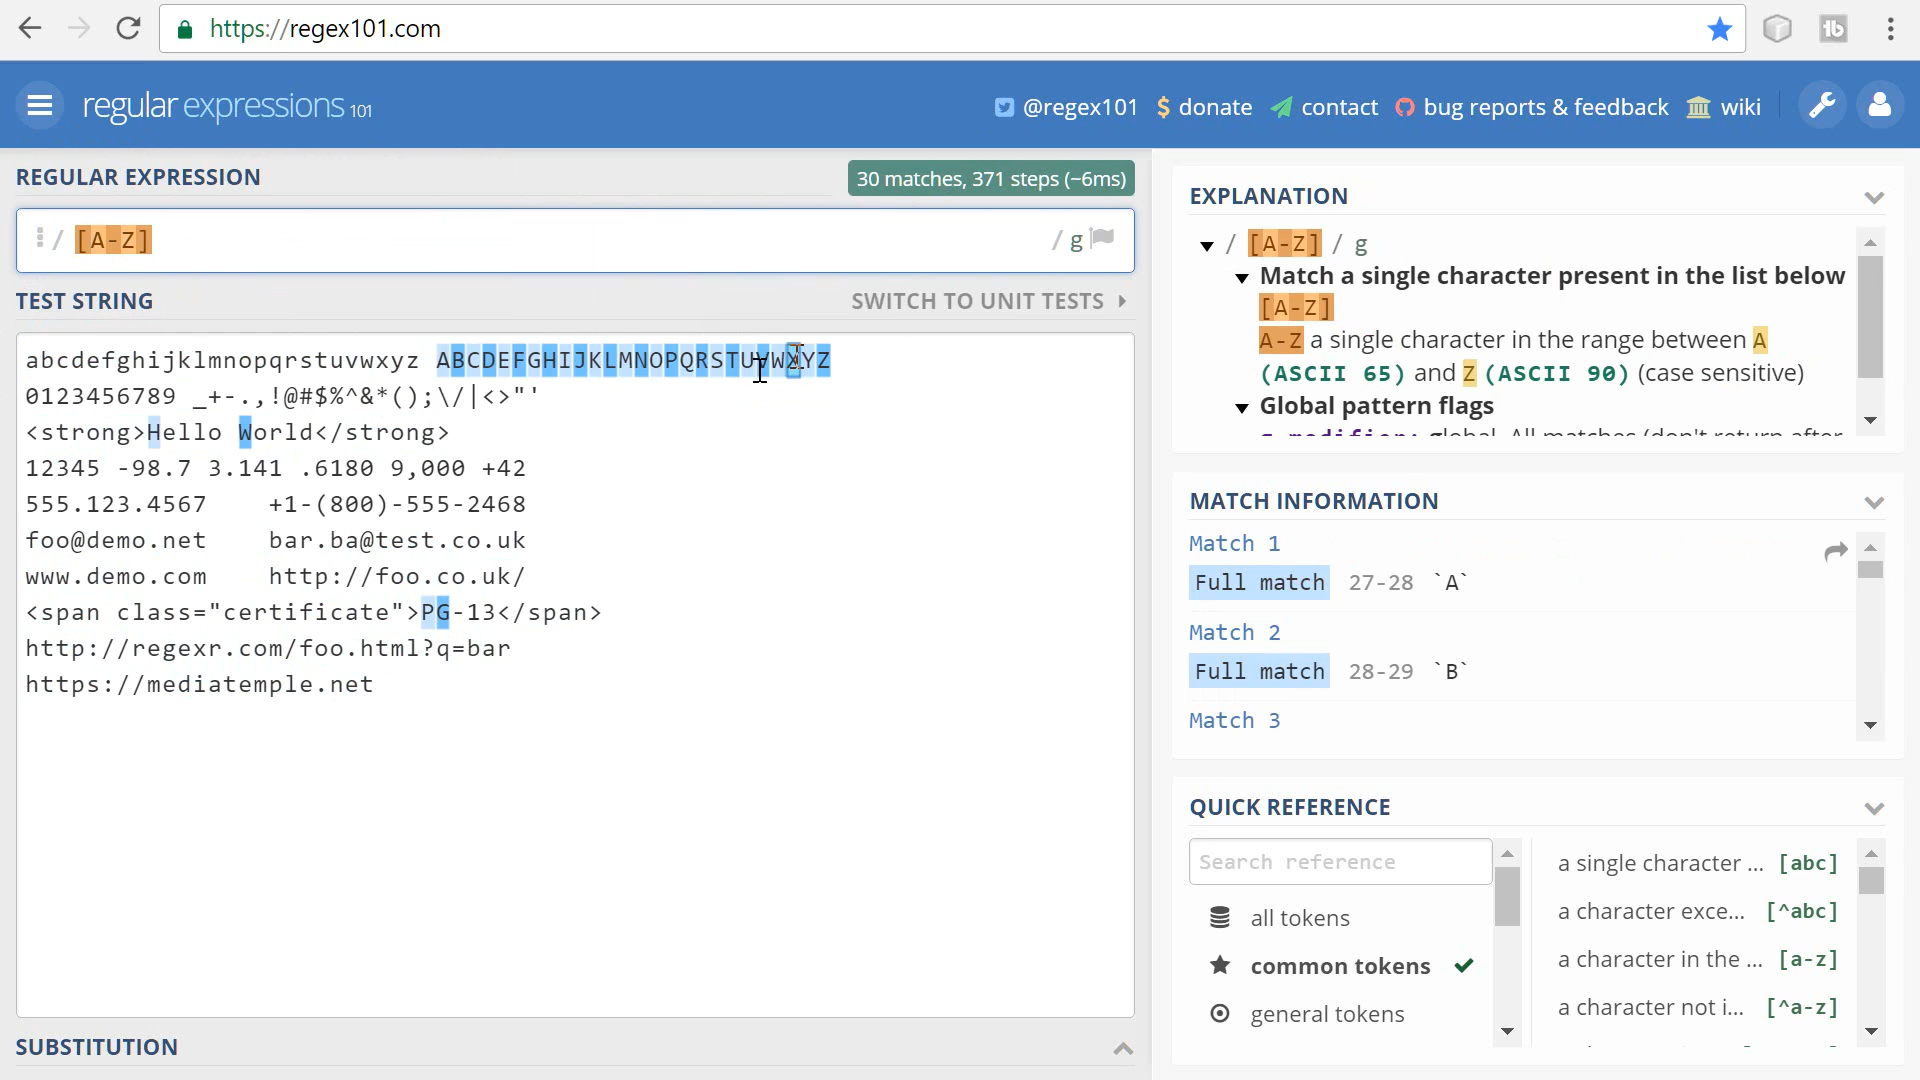 https://regex101.com
regular expressions 101
@regex101 $ donate contact bug reports & feedback wiki
REGULAR EXPRESSION
30 matches, 371 steps (~6ms)
/ [A-Z] / g
TEST STRING
SWITCH TO UNIT TESTS
abcdefghijklmnopqrstuvwxyz ABCDEFGHIJKLMNOPQRSTUVWXYZ
0123456789 _+-.,!@#$%^&*();\/|<>"'
<strong>Hello World</strong>
12345 -98.7 3.141 .6180 9,000 +42
555.123.4567    +1-(800)-555-2468
foo@demo.net    bar.ba@test.co.uk
www.demo.com    http://foo.co.uk/
<span class="certificate">PG-13</span>
http://regexr.com/foo.html?q=bar
https://mediatemple.net
SUBSTITUTION
EXPLANATION
/ [A-Z] / g
Match a single character present in the list below
[A-Z]
A-Z a single character in the range between A
(ASCII 65) and Z (ASCII 90) (case sensitive)
Global pattern flags
g modifier: global. All matches (don't return after
MATCH INFORMATION
Match 1
Full match 27-28 `A`
Match 2
Full match 28-29 `B`
Match 3
QUICK REFERENCE
Search reference
all tokens
common tokens
general tokens
a single character ... [abc]
a character exce... [^abc]
a character in the ... [a-z]
a character not i... [^a-z]